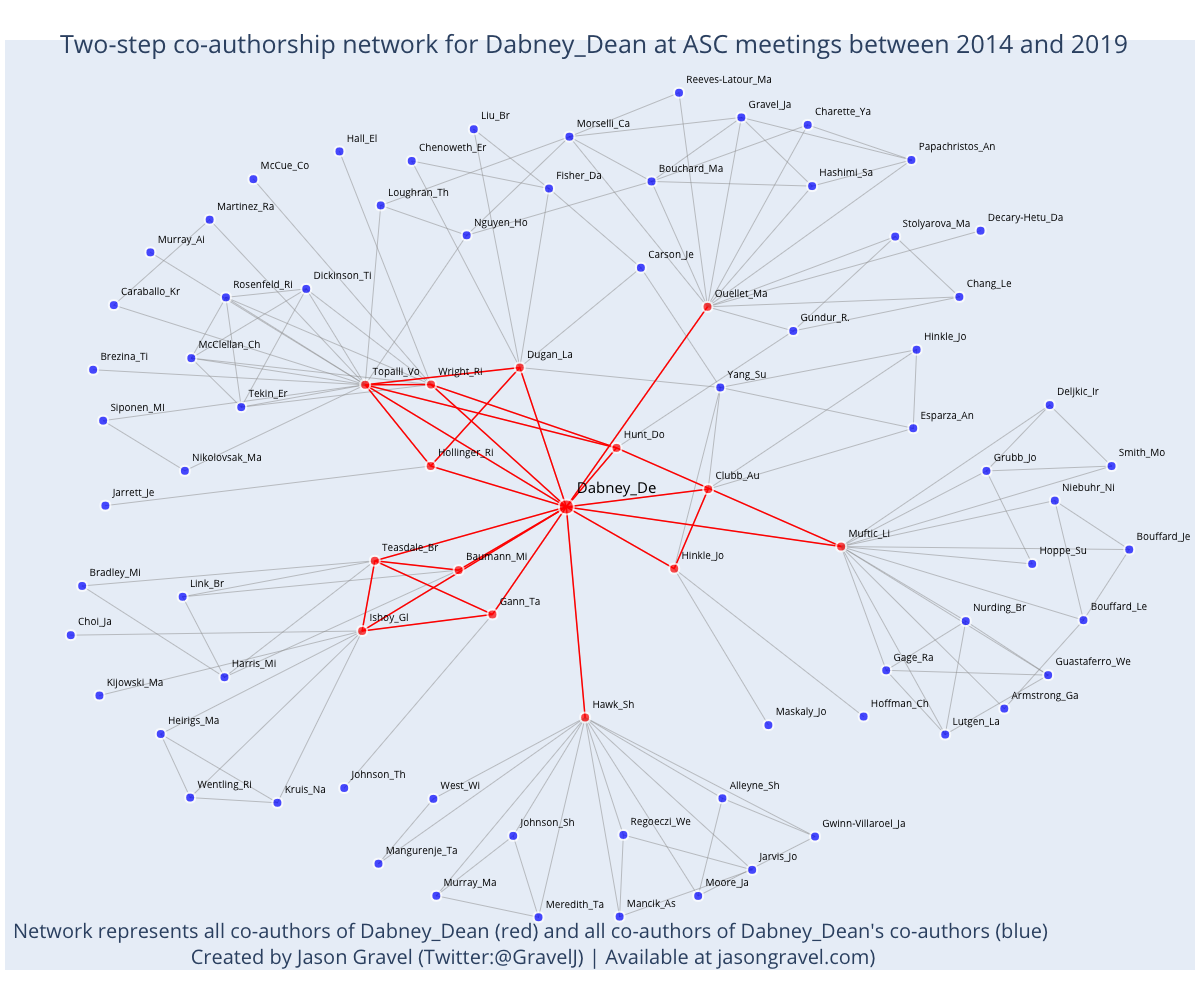 Two-step co-authorship network for Dabney_Dean at ASC meetings between 2014 and 2019
Reeves-Latour_Ma
Gravel_Ja
Charette_Ya
Liu_Br
Morselli_Ca
Hall_El
Chenoweth_Er
Papachristos_An
McCue_Co
Bouchard_Ma
Hashimi_Sa
Fisher_Da
Loughran_Th
Martinez_Ra
Nguyen_Ho
Stolyarova_Ma
Decary-Hetu_Da
Murray_Al
Carson_Je
Dickinson_Ti
Rosenfeld_Ri
Chang_Le
Caraballo_Kr
Ouellet_Ma
Gundur_R.
Hinkle_Jo
McClellan_Ch
Brezina_Ti
Dugan_La
Topalli_Vo
Wright_Ri
Yang_Su
Tekin_Er
Deljkic_Ir
Siponen_Mi
Esparza_An
Hunt_Do
Hollinger_Ri
Nikolovsak_Ma
Grubb_Jo
Smith_Mo
Clubb_Au
Dabney_De
Niebuhr_Ni
Jarrett_Je
Muftic_Li
Bouffard_Je
Teasdale_Br
Baumann_Mi
Hinkle_Jo
Hoppe_Su
Bradley_Mi
Link_Br
Gann_Ta
Bouffard_Le
Nurding_Br
Choi_Ja
Ishoy_Gl
Gage_Ra
Guastaferro_We
Harris_Mi
Kijowski_Ma
Armstrong_Ga
Hoffman_Ch
Hawk_Sh
Maskaly_Jo
Lutgen_La
Heirigs_Ma
Johnson_Th
Wentling_Ri
Kruis_Na
West_Wi
Alleyne_Sh
Johnson_Sh
Regoeczi_We
Gwinn-Villaroel_Ja
Mangurenje_Ta
Jarvis_Jo
Murray_Ma
Moore_Ja
Meredith_Ta
Mancik_As
Network represents all co-authors of Dabney_Dean (red) and all co-authors of Dabney_Dean's co-authors (blue)
Created by Jason Gravel (Twitter:@GravelJ) | Available at jasongravel.com)